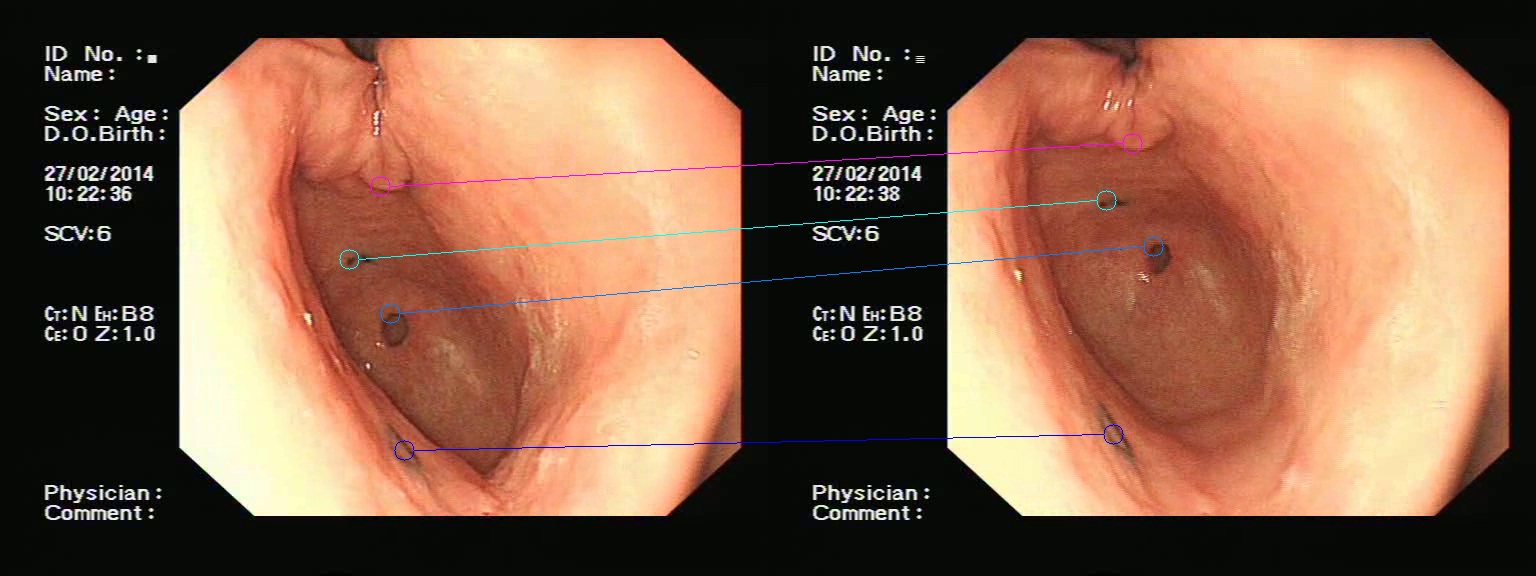 ID No. :
Name:
Sex: Age:
D.O.Birth:
27/02/2014
10:22:36
SCV:6
CT:N EH:B8
CE:0 Z:1.0
Physician:
Comment:
ID No. :
Name:
Sex: Age:
D.O.Birth:
27/02/2014
10:22:38
SCV:6
CT:N EH:B8
CE:0 Z:1.0
Physician:
Comment: